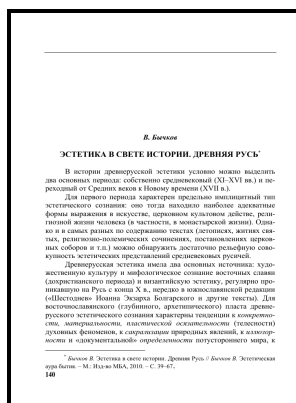 В. Бычков
ЭСТЕТИКА В СВЕТЕ ИСТОРИИ. ДРЕВНЯЯ РУСЬ*
В истории древнерусской эстетики условно можно выделить
два основных периода: собственно средневековый (XI–XVI вв.) и пе-
реходный от Средних веков к Новому времени (XVII в.).
Для первого периода характерен предельно имплицитный тип
эстетического сознания: оно тогда находило наиболее адекватные
формы выражения в искусстве, церковном культовом действе, рели-
гиозной жизни человека (в частности, в монашерской жизни). Одна-
ко и в самых разных по содержанию текстах (летописях, житиях свя-
тых, религиозно-полемических сочинениях, постановлениях церков-
ных соборов и т.п.) можно обнаружить достаточно рельефную сово-
купность эстетических представлений средневековых русичей.
Древнерусская эстетика имела два основных источника: худо-
жественную культуру и мифологическое сознание восточных славян
(дохристианского периода) и византийскую эстетику, регулярно про-
никавшую на Русь с конца X в., нередко в южнославянской редакции
(«Шестоднев» Иоанна Экзарха Болгарского и другие тексты). Для
восточнославянского (глубинного, архетипического) пласта древне-
русского эстетического сознания характерны тенденции к конкретно-
сти, материальности, пластической осязательности (телесности)
духовных феноменов, к сакрализации природных явлений, к иллюзор-
ности и «документальной» определенности потустороннего мира, к
* Бычков В. Эстетика в свете истории. Древняя Русь // Бычков В. Эстетическая
аура бытия. – М.: Изд-во МБА, 2010. – С. 39–67.
140